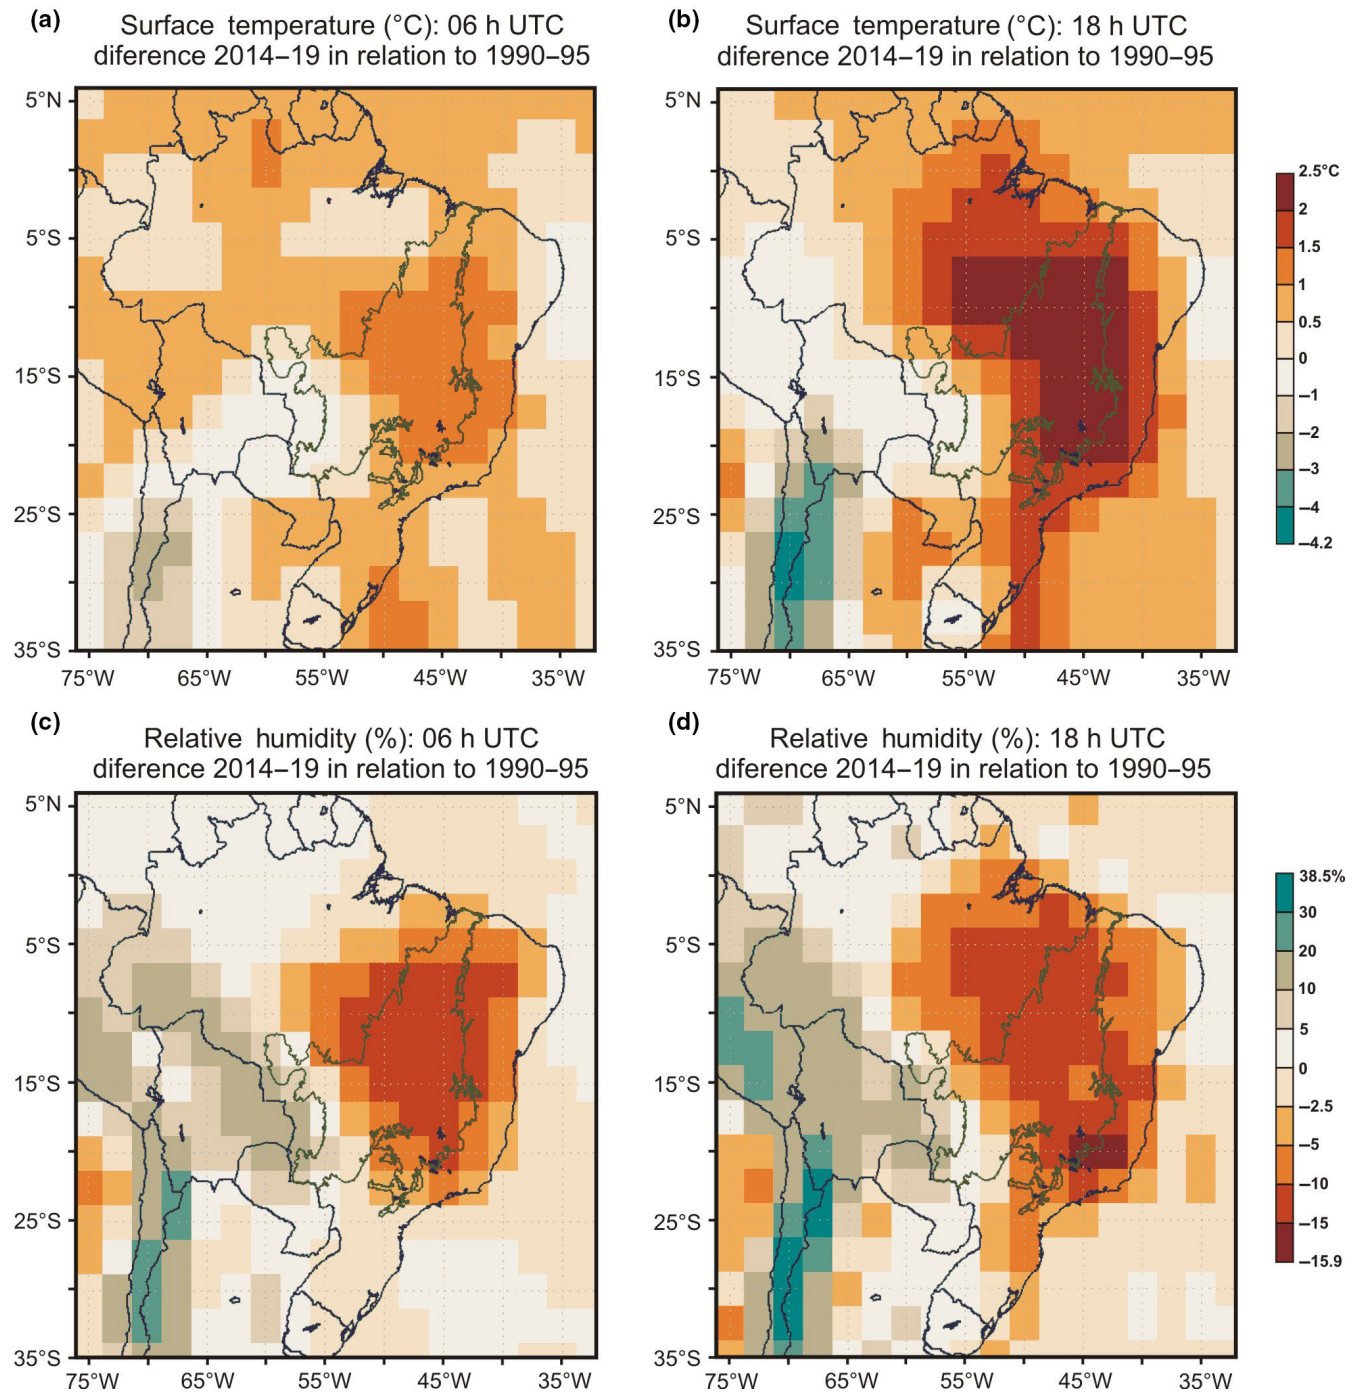 (a)
Surface temperature (°C): 06 h UTC
diference 2014–19 in relation to 1990–95
5°N
0°
5°S
15°S
25°S
35°S
75°W
65°W
55°W
45°W
35°W
(b)
Surface temperature (°C): 18 h UTC
diference 2014–19 in relation to 1990–95
5°N
0°
5°S
15°S
25°S
35°S
75°W
65°W
55°W
45°W
35°W
2.5°C
2
1.5
1
0.5
0
–1
–2
–3
–4
–4.2
(c)
Relative humidity (%): 06 h UTC
diference 2014–19 in relation to 1990–95
5°N
0°
5°S
15°S
25°S
35°S
75°W
65°W
55°W
45°W
35°W
(d)
Relative humidity (%): 18 h UTC
diference 2014–19 in relation to 1990–95
5°N
0°
5°S
15°S
25°S
35°S
75°W
65°W
55°W
45°W
35°W
38.5%
30
20
10
5
0
–2.5
–5
–10
–15
–15.9